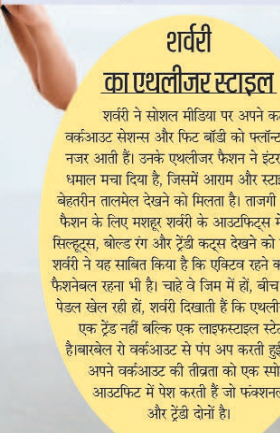 शर्वरी
का एथलीजर स्टाइल
शर्वरी ने सोशल मीडिया पर अपने
वर्कआउट सेशन्स और फिट बॉडी को फ्लॉन्ट
नजर आती हैं। उनके एथलीजर फैशन ने
धमाल मचा दिया है, जिसमें आराम और
बेहतरीन तालमेल देखने को मिलता है। ताजगी
फैशन के लिए मशहूर शर्वरी के आउटफिट्स
सिल्हूट्स, बोल्ड रंग और ट्रेंडी कट्स देखने को
शर्वरी ने यह साबित किया है कि एक्टिव रहने
फैशनेबल रहना भी है। चाहे वे जिम में हों, बीच
पेडल खेल रही हों, शर्वरी दिखाती हैं कि
एक ट्रेंड नहीं बल्कि एक लाइफस्टाइल
है।बारबेल रो वर्कआउट से पंप अप करती
अपने वर्कआउट की तीव्रता को एक
आउटफिट में पेश करती हैं जो
और ट्रेंडी दोनों है।